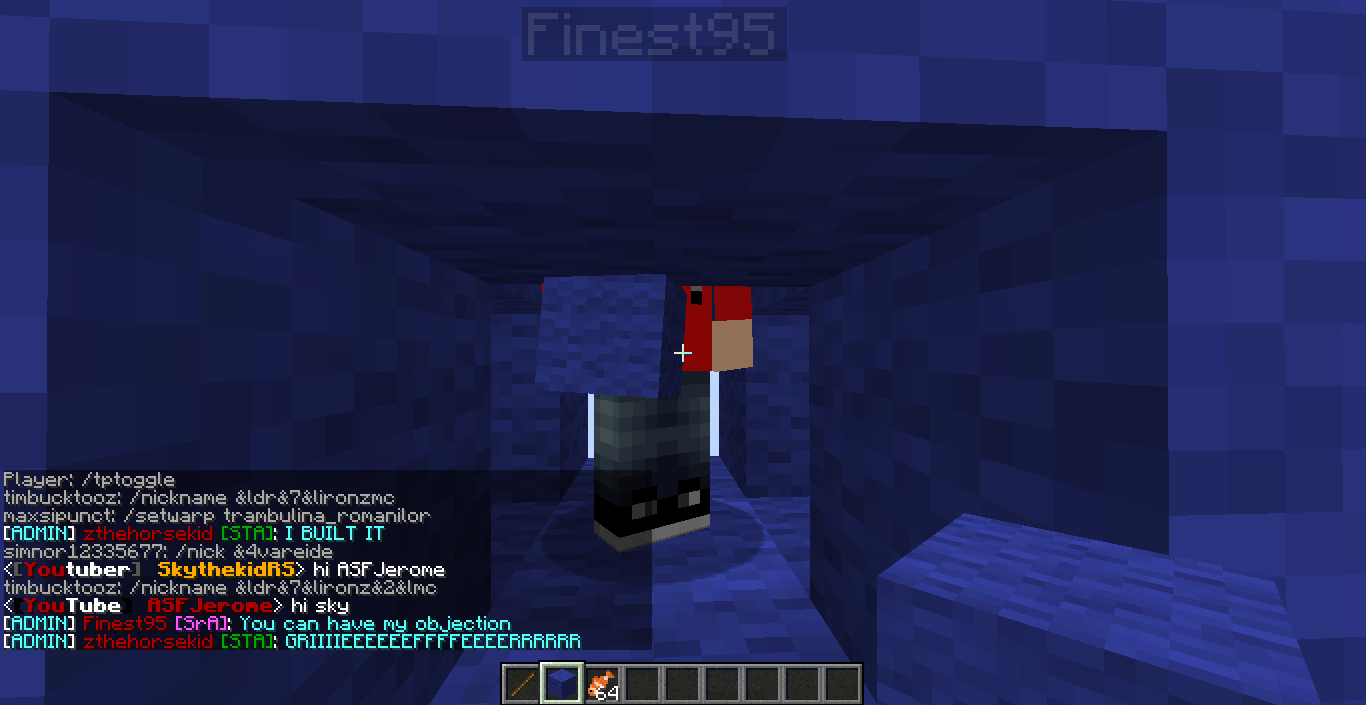 Finest95
Player: /tptoggle
timbucktooz: /nickname &ldr&7&lironzmc
maxsipunct: /setwarp trambulina_romanilor
[ADMIN] zthehorsekid [STA]: I BUILT IT
simnor12335677: /nick &4vareide
<[Youtuber] SkythekidRS> hi ASFJerome
timbucktooz: /nickname &ldr&7&lironz&2&lmc
<[YouTube] ASFJerome> hi sky
[ADMIN] Finest95 [SrA]: You can have my objection
[ADMIN] zthehorsekid [STA]: GRIIIIEEEEEEFFFFEEEERRRRRR
64